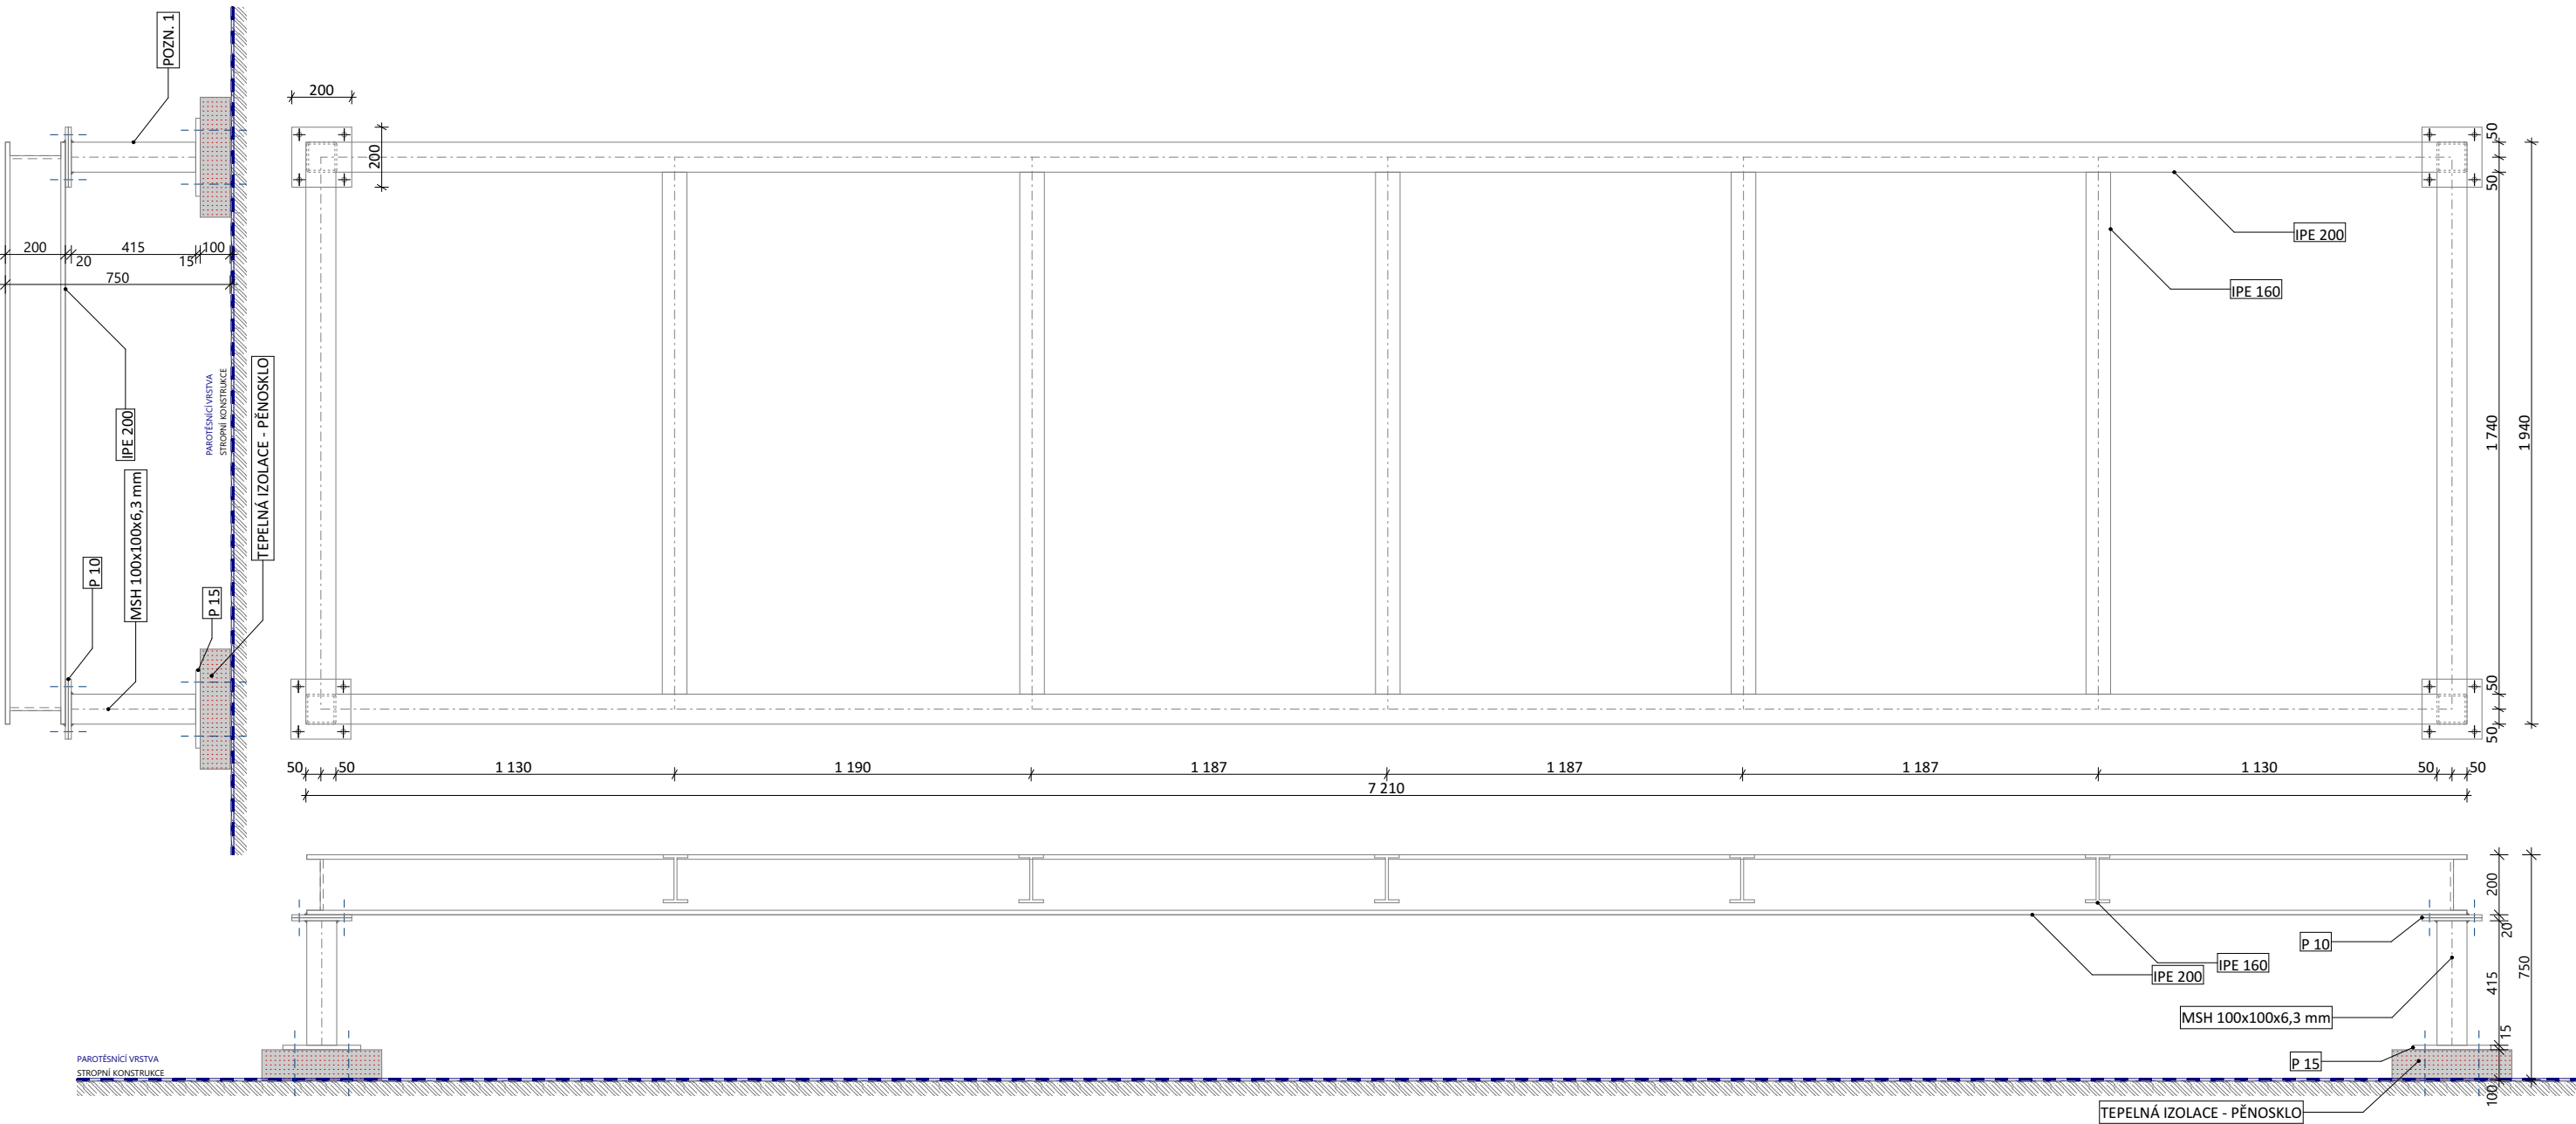 POZN. 1
200
415
100
20
15
750
IPE 200
PAROTĚSNÍCÍ VRSTVA
STROPNÍ KONSTRUKCE
TEPELNÁ IZOLACE - PĚNOSKLO
MSH 100x100x6,3 mm
P 10
P 15
200
200
IPE 200
IPE 160
50
50
1 740
1 940
50
50
50
50
1 130
1 190
1 187
1 187
1 187
1 130
50
50
7 210
200
20
P 10
IPE 160
IPE 200
415
750
MSH 100x100x6,3 mm
15
P 15
100
PAROTĚSNÍCÍ VRSTVA
STROPNÍ KONSTRUKCE
TEPELNÁ IZOLACE - PĚNOSKLO